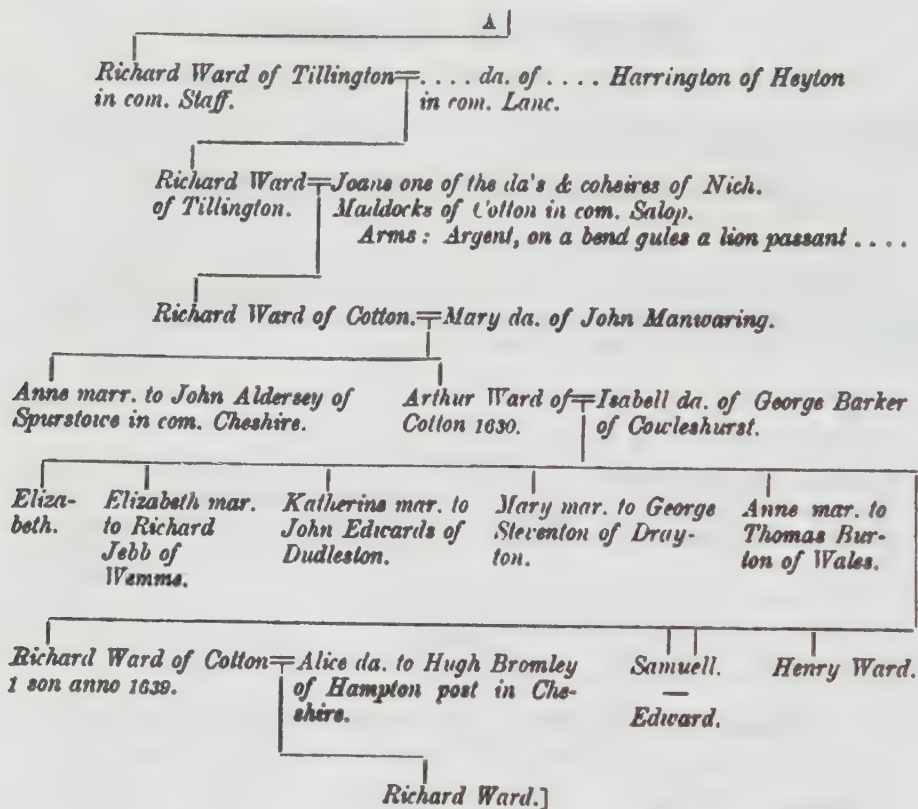 A
Richard Ward of Tillington = . . . . da. of . . . . Harrington of Heyton
in com. Staff. in com. Lanc.
Richard Ward = Joane one of the da's & coheires of Nich.
of Tillington. Maddocks of Cotton in com. Salop.
Arms : Argent, on a bend gules a lion passant . . . .
Richard Ward of Cotton. = Mary da. of John Manwaring.
Anne marr. to John Aldersey of
Spurstowe in com. Cheshire.
Arthur Ward of = Isabell da. of George Barker
Cotton 1630. of Cowleshurst.
Eliza-
beth.
Elizabeth mar.
to Richard
Jebb of
Wemme.
Katherine mar. to
John Edwards of
Dudleston.
Mary mar. to George
Steventon of Dray-
ton.
Anne mar. to
Thomas Bur-
ton of Wales.
Richard Ward of Cotton = Alice da. to Hugh Bromley
1 son anno 1639. of Hampton post in Che-
shire.
Samuell.
—
Edward.
Henry Ward.
Richard Ward.]